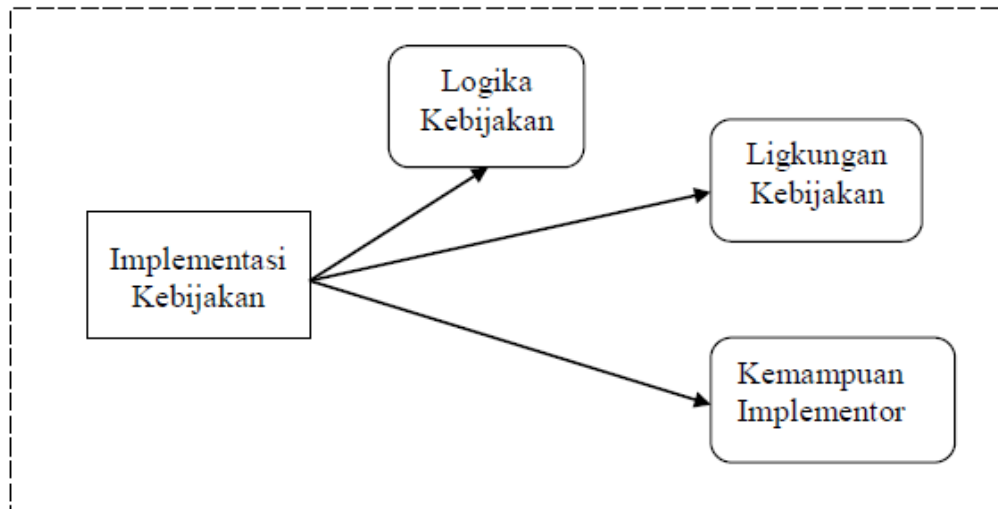 Logika
Kebijakan
Ligkungan
Kebijakan
Implementasi
Kebijakan
Kemampuan
Implementor